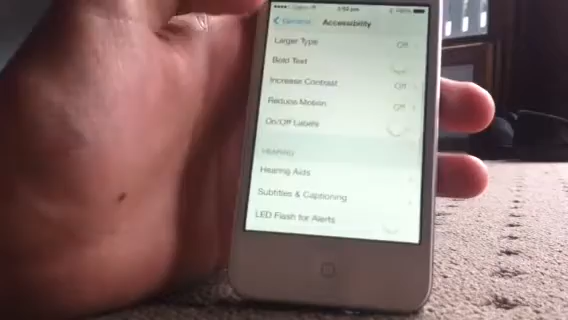 General
Accessibility
Larger Type Off
Bold Text
Increase Contrast Off
Reduce Motion Off
On/Off Labels
HEARING
Hearing Aids
Subtitles & Captioning
LED Flash for Alerts